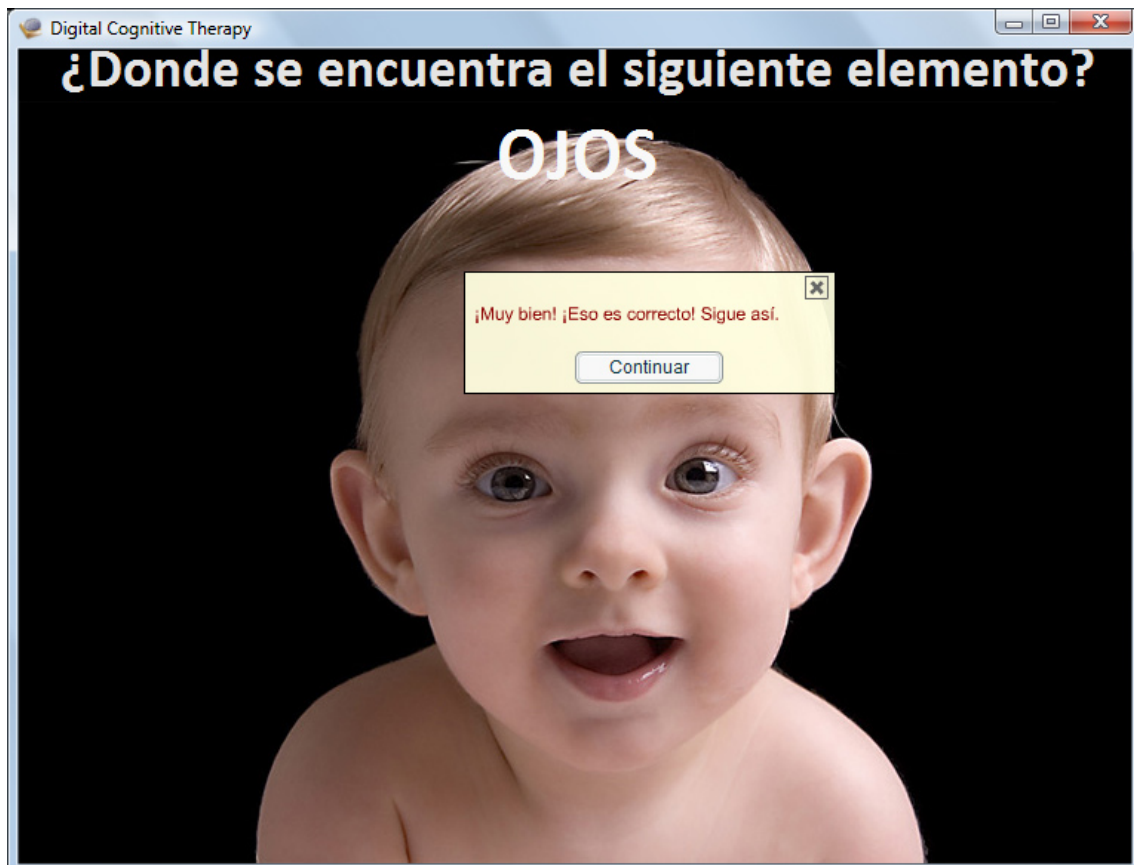 Digital Cognitive Therapy
¿Donde se encuentra el siguiente elemento?
OJOS
¡Muy bien! ¡Eso es correcto! Sigue así.
Continuar